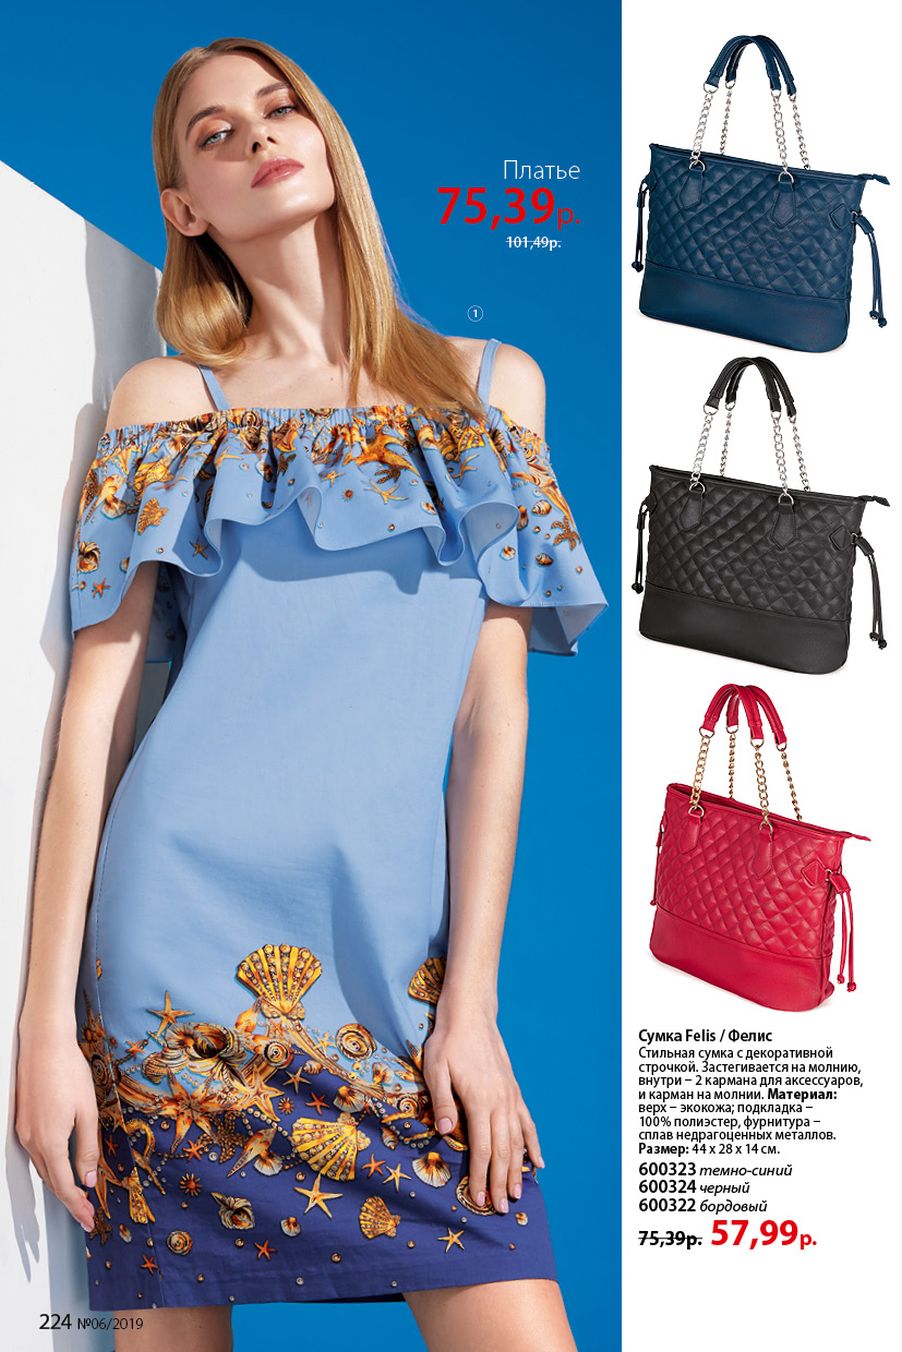 Платье
75,39р.
101,49р.
1
Сумка Felis / Фелис
Стильная сумка с декоративной
строчкой. Застегивается на молнию,
внутри – 2 кармана для аксессуаров,
и карман на молнии. Материал:
верх – экокожа; подкладка –
100% полиэстер, фурнитура –
сплав недрагоценных металлов.
Размер: 44 х 28 х 14 см.
600323 темно-синий
600324 черный
600322 бордовый
75,39р. 57,99р.
224 №06/2019